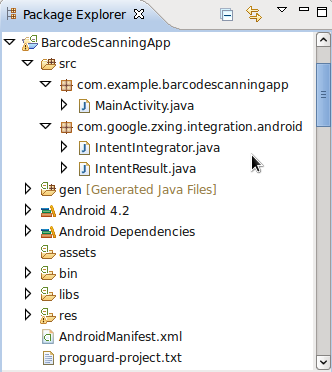 Package Explorer
BarcodeScanningApp
src
com.example.barcodescanningapp
MainActivity.java
com.google.zxing.integration.android
IntentIntegrator.java
IntentResult.java
gen [Generated Java Files]
Android 4.2
Android Dependencies
assets
bin
libs
res
AndroidManifest.xml
proguard-project.txt